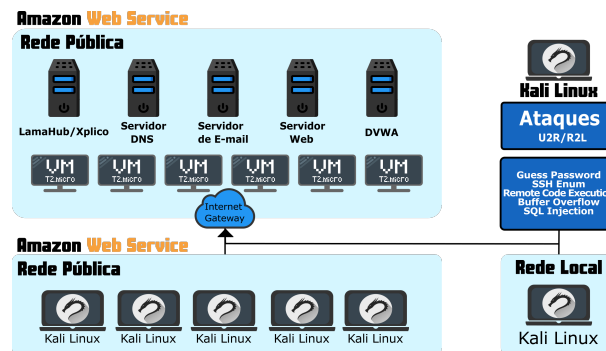 Amazon Web Service
Rede Pública
LamaHub/Xplico
Servidor
DNS
Servidor
de E-mail
Servidor
Web
DVWA
VM
T2.micro
VM
T2.micro
VM
T2.micro
VM
T2.micro
VM
T2.micro
VM
T2.micro
Internet
Gateway
Kali Linux
Ataques
U2R/R2L
Guess Password
SSH Enum
Remote Code Execution
Buffer Overflow
SQL Injection
Amazon Web Service
Rede Pública
Kali Linux
Kali Linux
Kali Linux
Kali Linux
Kali Linux
Rede Local
Kali Linux